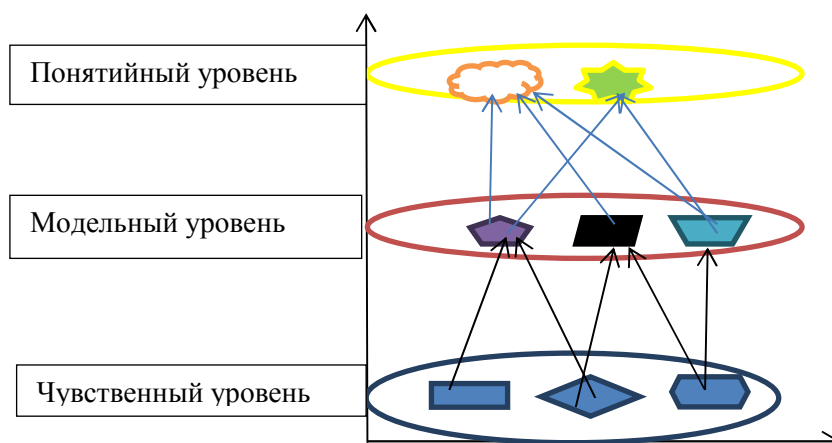 Понятийный уровень
Модельный уровень
Чувственный уровень